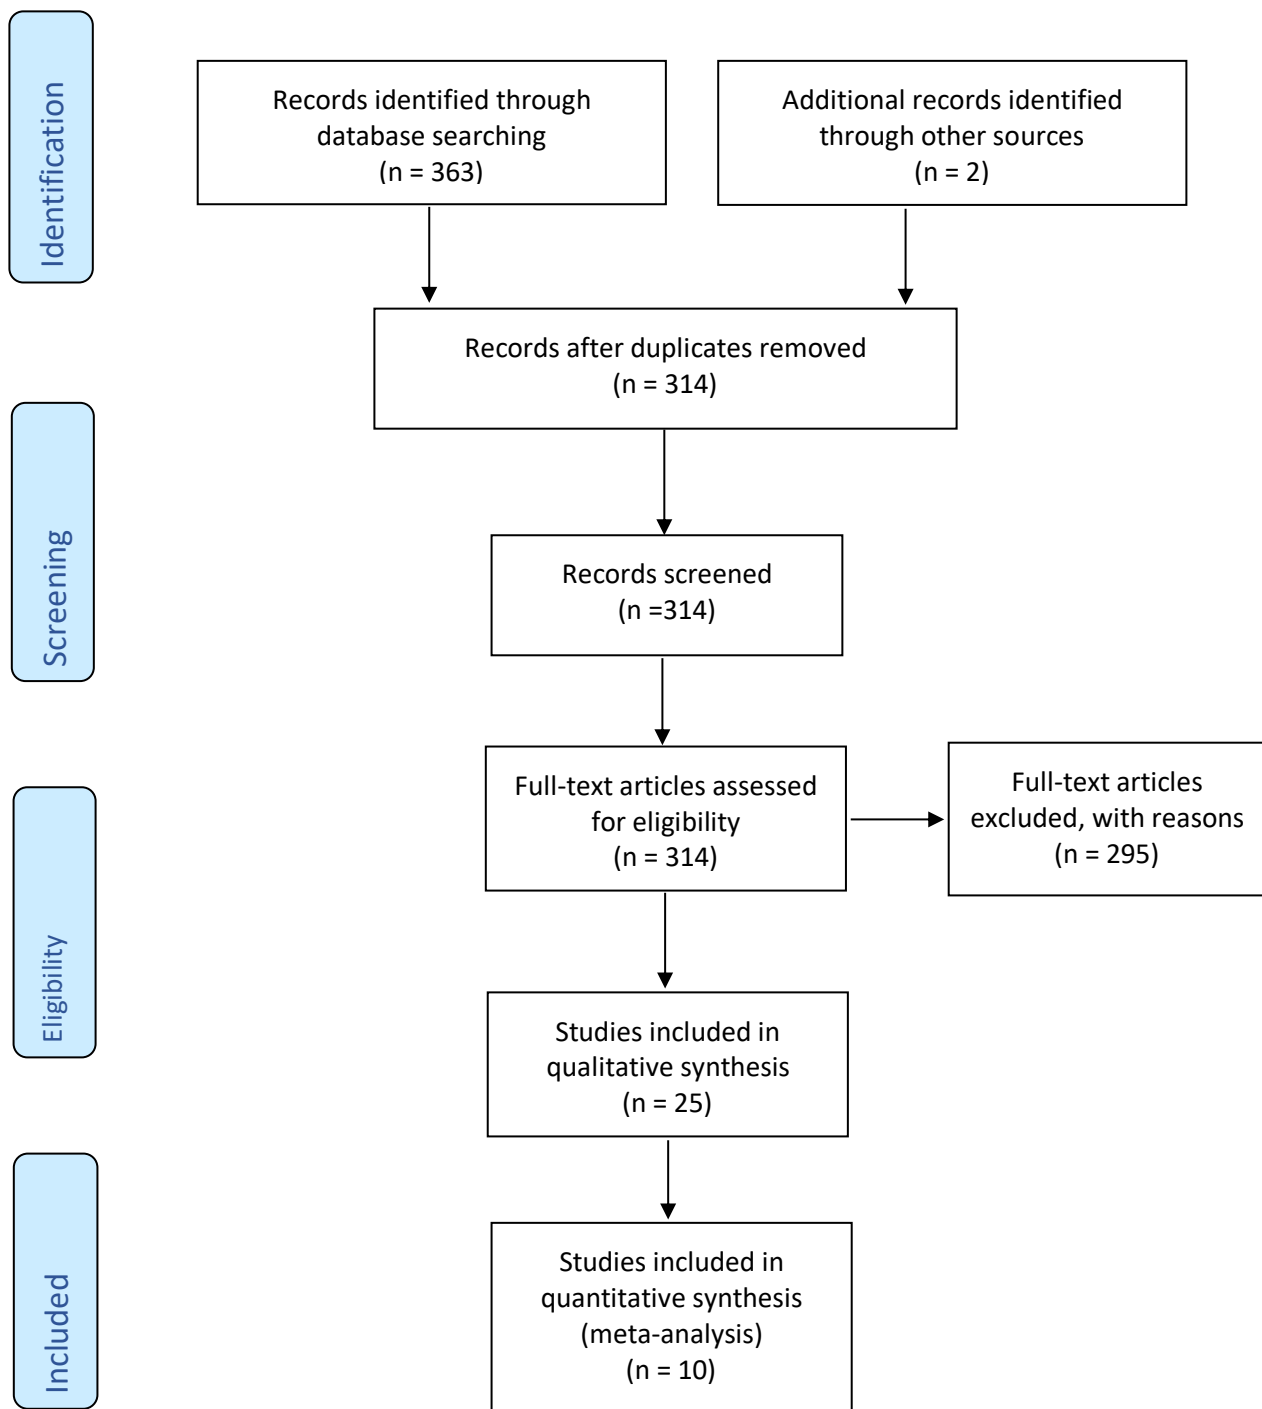 Identification
Records identified through
database searching
(n = 363)
Additional records identified
through other sources
(n = 2)
Records after duplicates removed
(n = 314)
Screening
Records screened
(n =314)
Full-text articles assessed
for eligibility
(n = 314)
Full-text articles
excluded, with reasons
(n = 295)
Eligibility
Studies included in
qualitative synthesis
(n = 25)
Included
Studies included in
quantitative synthesis
(meta-analysis)
(n = 10)